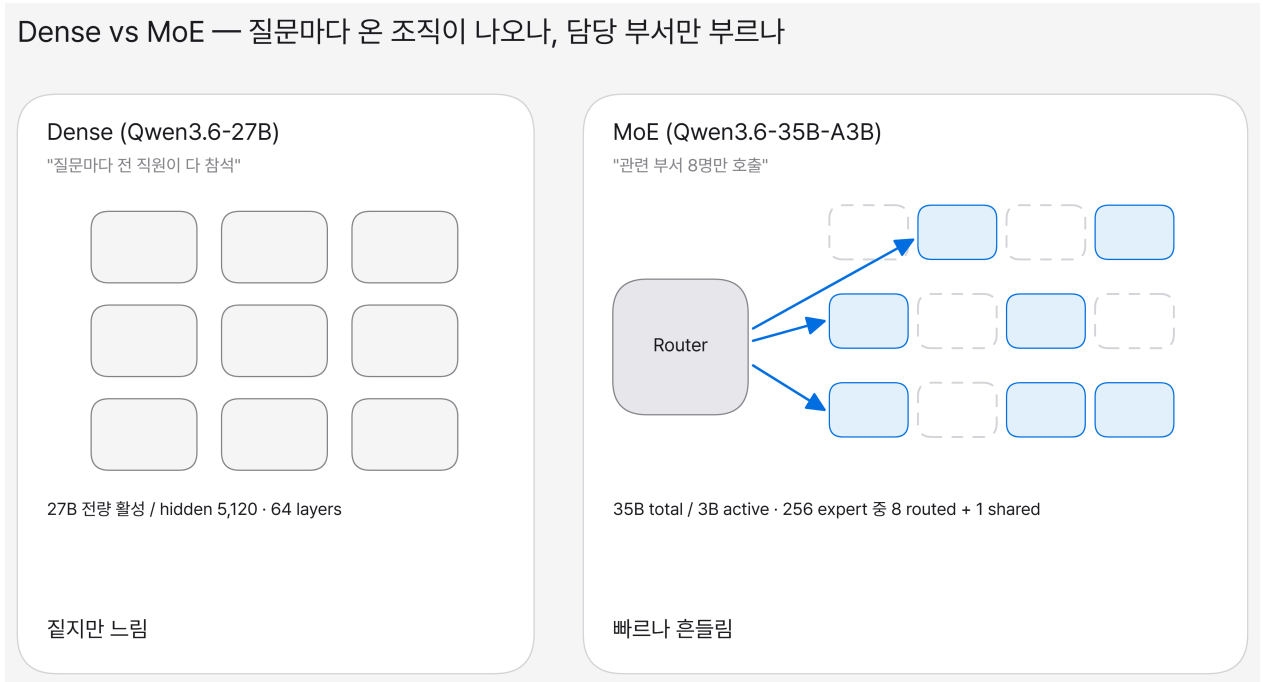 Dense vs MoE — 질문마다 온 조직이 나오나, 담당 부서만 부르나
Dense (Qwen3.6-27B)
"질문마다 전 직원이 다 참석"
27B 전량 활성 / hidden 5,120 · 64 layers
짙지만 느림
MoE (Qwen3.6-35B-A3B)
"관련 부서 8명만 호출"
Router
35B total / 3B active · 256 expert 중 8 routed + 1 shared
빠르나 흔들림